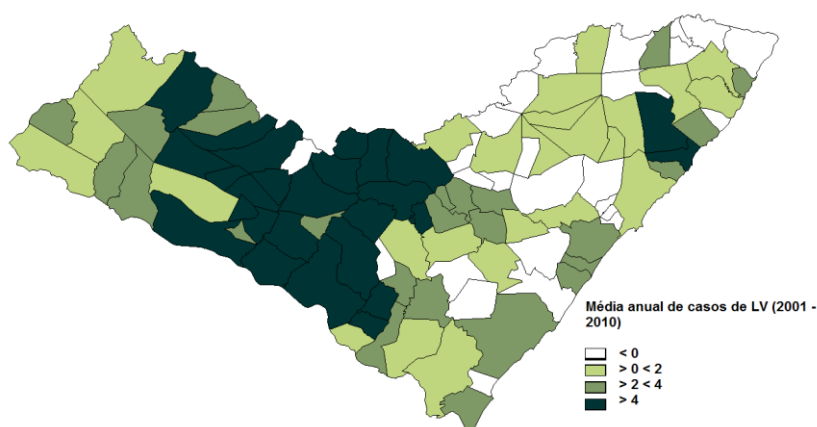 Média anual de casos de LV (2001 -
2010)
< 0
> 0 < 2
> 2 < 4
> 4